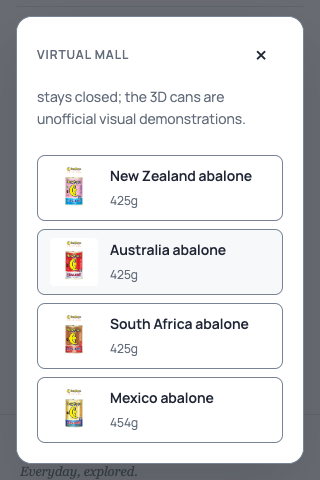 VIRTUAL MALL
stays closed; the 3D cans are
unofficial visual demonstrations.
New Zealand abalone
425g
Australia abalone
425g
South Africa abalone
425g
Mexico abalone
454g
Everyday, explored.